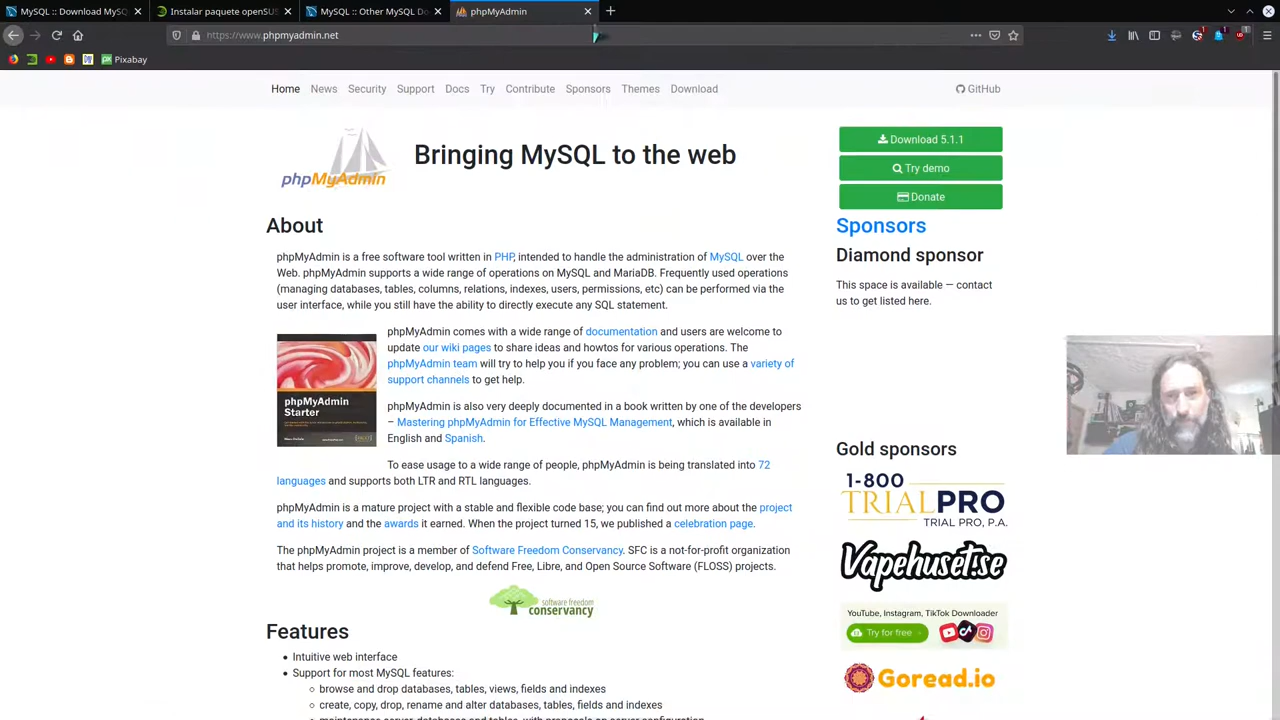 MySQL :: Download MyS
Instalar paquete openSUS
MySQL :: Other MySQL Do
phpMyAdmin
https://www.phpmyadmin.net
Pixabay
Home News Security Support Docs Try Contribute Sponsors Themes Download GitHub
phpMyAdmin
Bringing MySQL to the web
Download 5.1.1
Try demo
Donate
About
phpMyAdmin is a free software tool written in PHP, intended to handle the administration of MySQL over the
Web. phpMyAdmin supports a wide range of operations on MySQL and MariaDB. Frequently used operations
(managing databases, tables, columns, relations, indexes, users, permissions, etc) can be performed via the
user interface, while you still have the ability to directly execute any SQL statement.
phpMyAdmin
Starter
phpMyAdmin comes with a wide range of documentation and users are welcome to
update our wiki pages to share ideas and howtos for various operations. The
phpMyAdmin team will try to help you if you face any problem; you can use a variety of
support channels to get help.
phpMyAdmin is also very deeply documented in a book written by one of the developers
– Mastering phpMyAdmin for Effective MySQL Management, which is available in
English and Spanish.
To ease usage to a wide range of people, phpMyAdmin is being translated into 72
languages and supports both LTR and RTL languages.
phpMyAdmin is a mature project with a stable and flexible code base; you can find out more about the project
and its history and the awards it earned. When the project turned 15, we published a celebration page.
The phpMyAdmin project is a member of Software Freedom Conservancy. SFC is a not-for-profit organization
that helps promote, improve, develop, and defend Free, Libre, and Open Source Software (FLOSS) projects.
software freedom
conservancy
Features
Intuitive web interface
Support for most MySQL features:
browse and drop databases, tables, views, fields and indexes
create, copy, drop, rename and alter databases, tables, fields and indexes
maintenance server, databases and tables, with proposals on server configuration
Sponsors
Diamond sponsor
This space is available — contact
us to get listed here.
Gold sponsors
1-800
TRIALPRO
TRIAL PRO, P.A.
Vapehuset.se
YouTube, Instagram, TikTok Downloader
Try for free
Goread.io